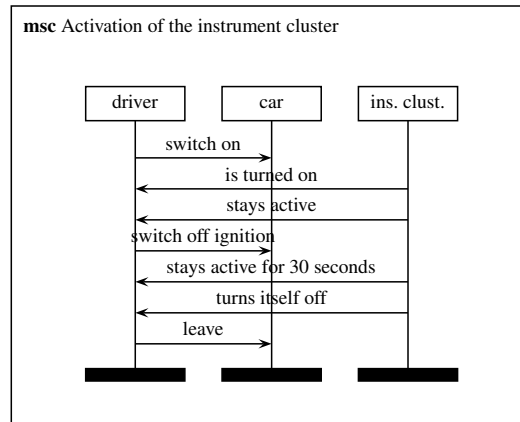 msc Activation of the instrument cluster
driver car ins. clust.
switch on
is turned on
stays active
switch off ignition
stays active for 30 seconds
turns itself off
leave